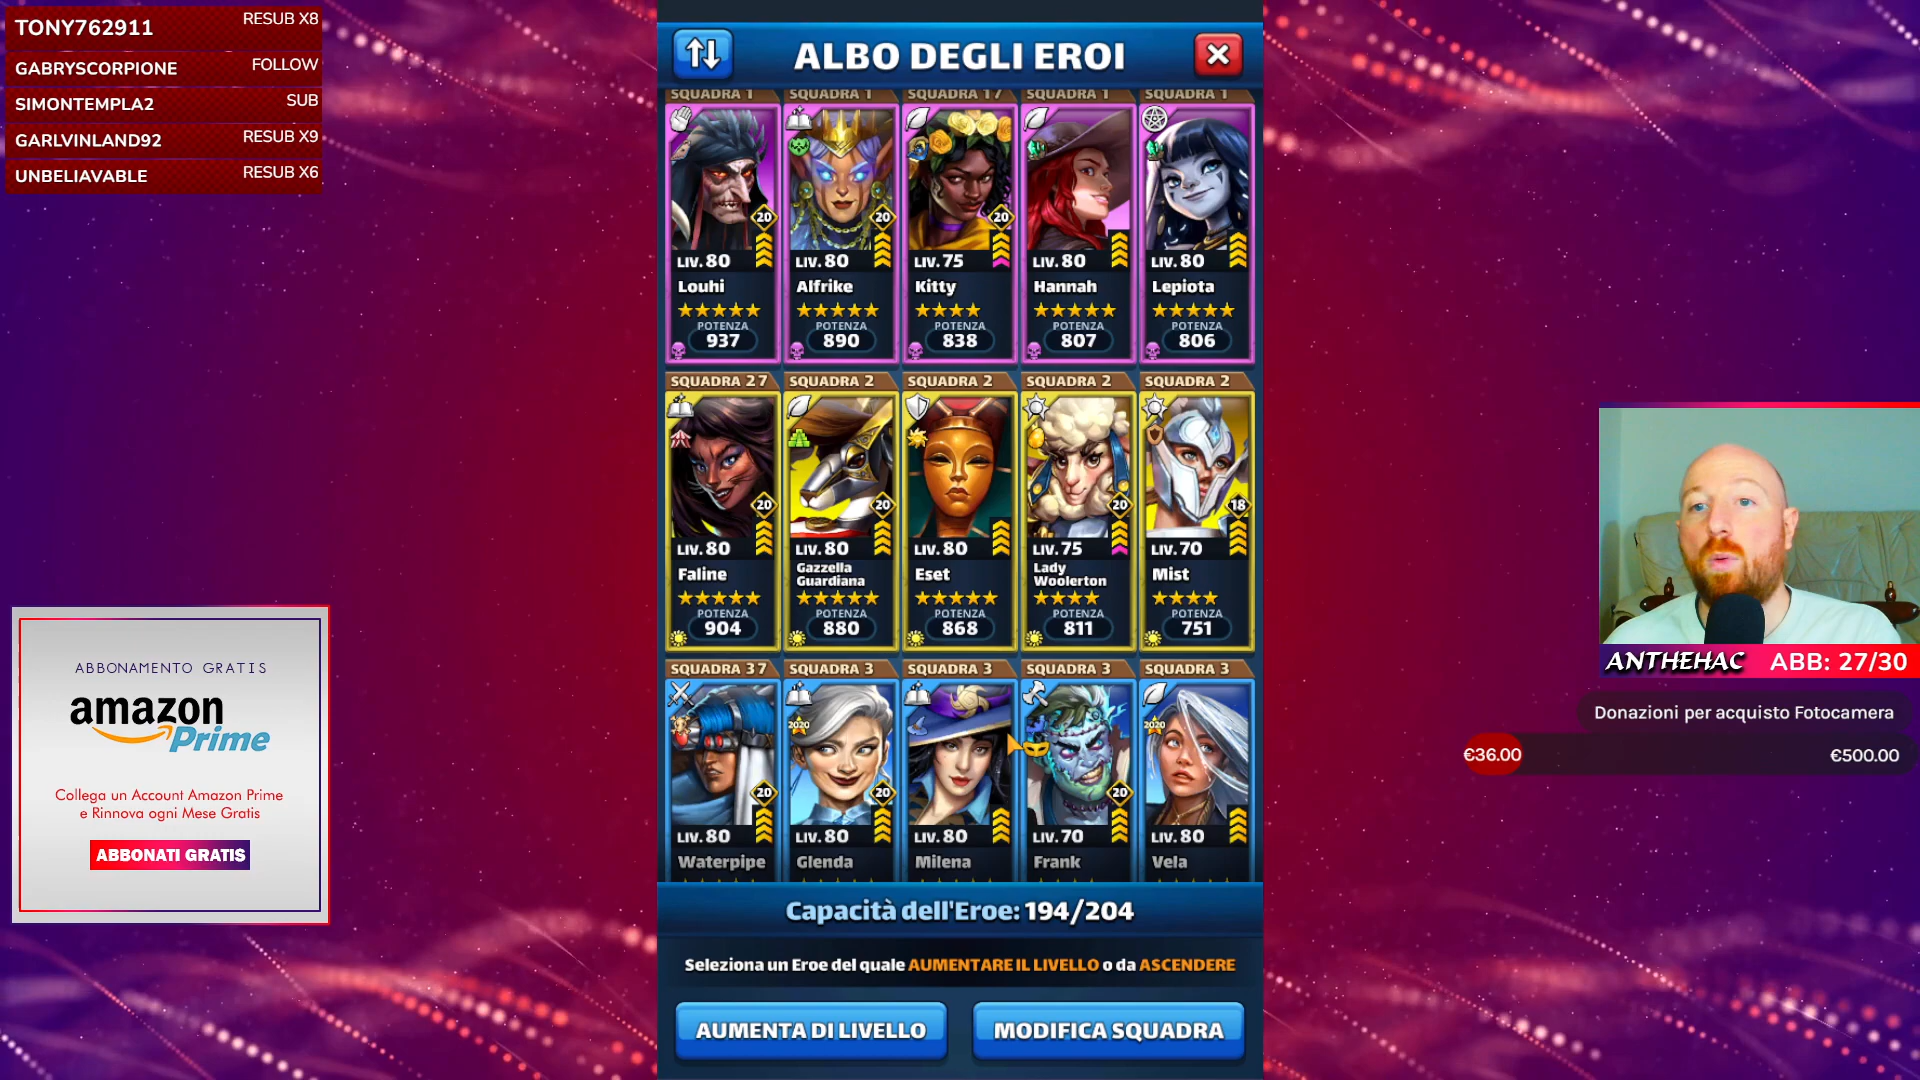 TONY762911 RESUB X8
GABRYSCORPIONE FOLLOW
SIMONTEMPLA2 SUB
GARLVINLAND92 RESUB X9
UNBELIAVABLE RESUB X6
ABBONAMENTO GRATIS
amazon
Prime
Collega un Account Amazon Prime
e Rinnova ogni Mese Gratis
ABBONATI GRATIS
ALBO DEGLI EROI
SQUADRA 1 SQUADRA 1 SQUADRA 17 SQUADRA 1 SQUADRA 1
20 20 20
LIV. 80 LIV. 80 LIV. 75 LIV. 80 LIV. 80
Louhi Alfrike Kitty Hannah Lepiota
POTENZA POTENZA POTENZA POTENZA POTENZA
937 890 838 807 806
SQUADRA 27 SQUADRA 2 SQUADRA 2 SQUADRA 2 SQUADRA 2
20 20 20 18
LIV. 80 LIV. 80 LIV. 80 LIV. 75 LIV. 70
Faline Gazzella Guardiana Eset Lady Woolerton Mist
POTENZA POTENZA POTENZA POTENZA POTENZA
904 880 868 811 751
SQUADRA 37 SQUADRA 3 SQUADRA 3 SQUADRA 3 SQUADRA 3
2020 2020
20 20 20
LIV. 80 LIV. 80 LIV. 80 LIV. 70 LIV. 80
Waterpipe Glenda Milena Frank Vela
Capacità dell'Eroe: 194/204
Seleziona un Eroe del quale AUMENTARE IL LIVELLO o da ASCENDERE
AUMENTA DI LIVELLO MODIFICA SQUADRA
ANTHEHAC ABB: 27/30
Donazioni per acquisto Fotocamera
€36.00 €500.00